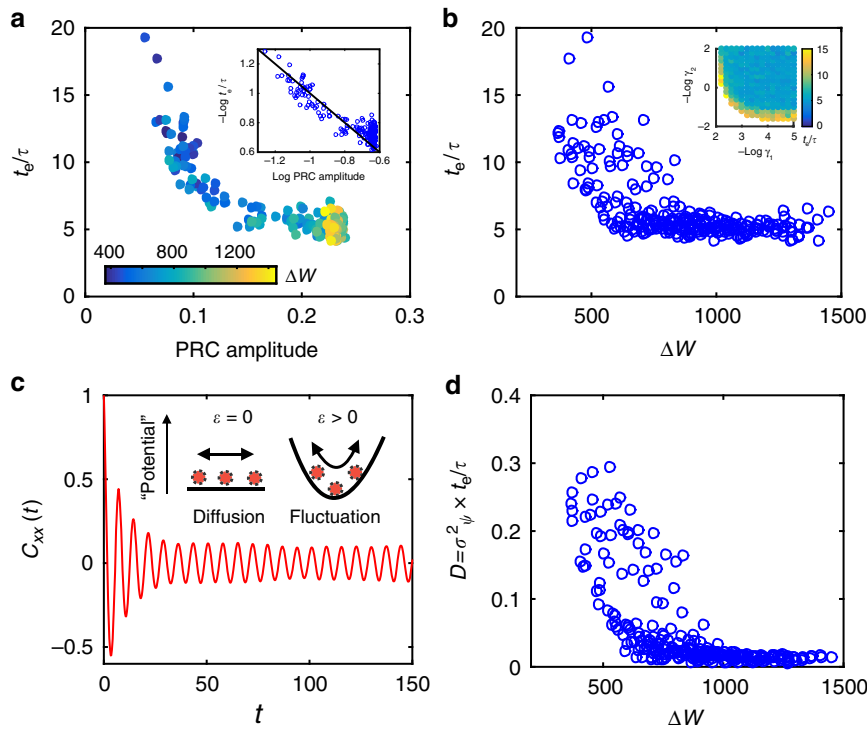 a
20
15
10
5
0
t_e/τ
0
0.1
0.2
0.3
PRC amplitude
400
800
1200
ΔW
1.2
1.0
0.8
0.6
–Log t_e/τ
–1.2
–1
–0.8
–0.6
Log PRC amplitude
b
20
15
10
5
0
t_e/τ
500
1000
1500
ΔW
2
0
–2
–Log γ_2
2
3
4
5
–Log γ_1
15
10
5
0
t_e/τ
c
1
0.5
0
–0.5
C_xx (t)
0
50
100
150
t
"Potential"
ε = 0
ε > 0
Diffusion
Fluctuation
d
0.4
0.3
0.2
0.1
0
D=σ²_ψ × t_e/τ
500
1000
1500
ΔW